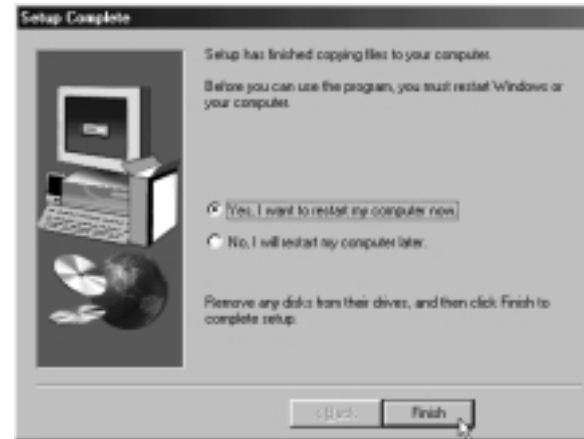 Setup Complete
Setup has finished copying files to your computer.
Before you can use the program, you must restart Windows or
your computer.
Yes, I want to restart my computer now.
No, I will restart my computer later.
Remove any disks from their drives, and then click Finish to
complete setup.
< Back
Finish